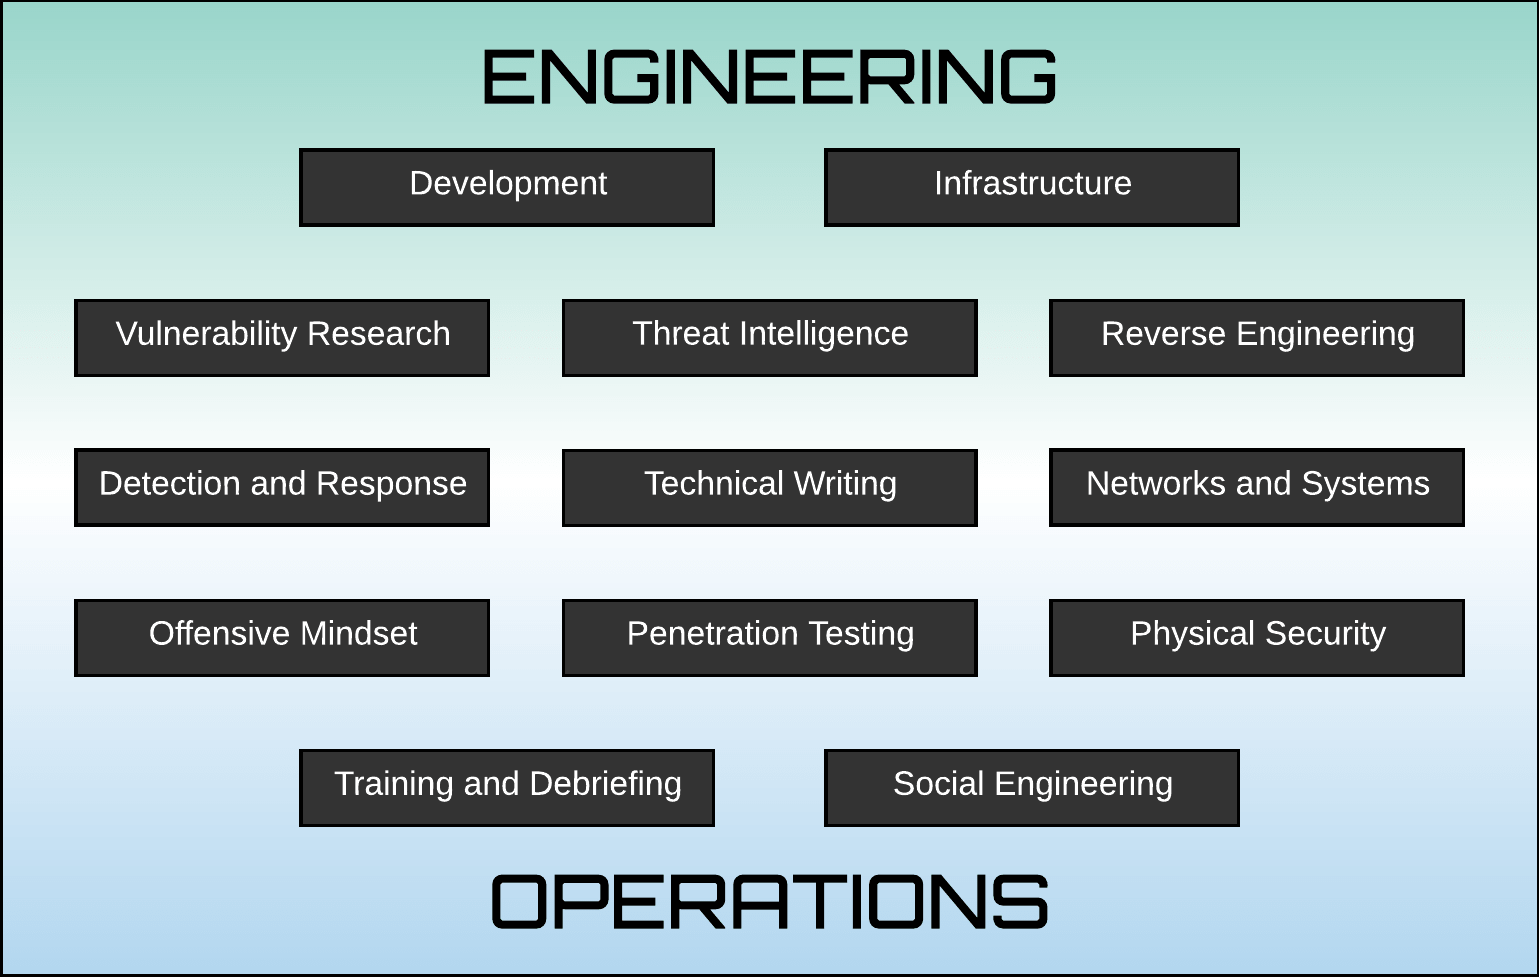 ENGINEERING
Development
Infrastructure
Vulnerability Research
Threat Intelligence
Reverse Engineering
Detection and Response
Technical Writing
Networks and Systems
Offensive Mindset
Penetration Testing
Physical Security
Training and Debriefing
Social Engineering
OPERATIONS